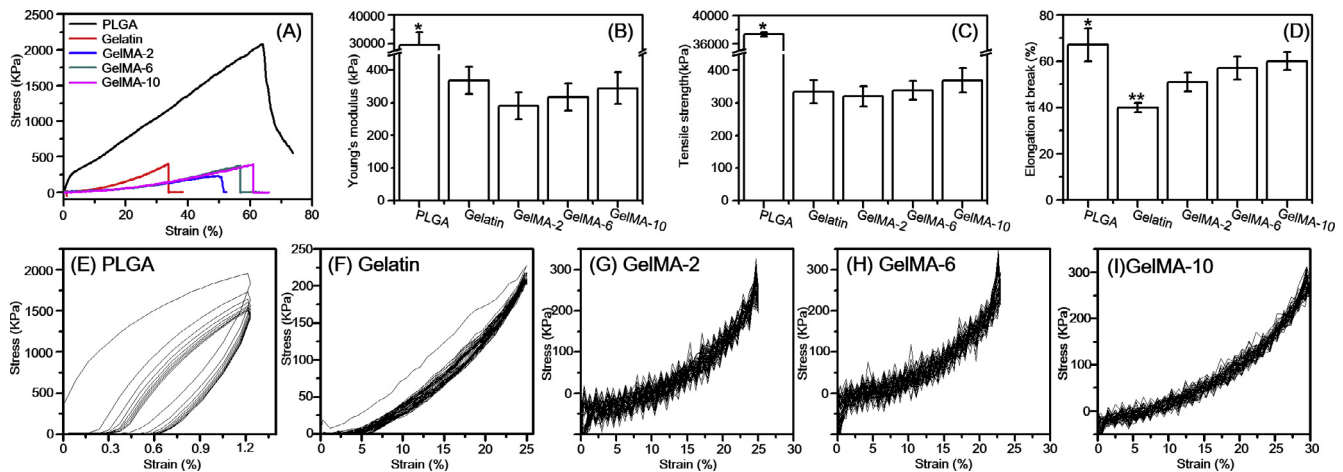 (A)
PLGA
Gelatin
GelMA-2
GelMA-6
GelMA-10
Stress (KPa)
2500
2000
1500
1000
500
0
0 20 40 60 80
Strain (%)
(B)
Young's modulus (KPa)
*
36000
30000
400
300
200
100
0
PLGA Gelatin GelMA-2 GelMA-6 GelMA-10
(C)
Tensile strength(kPa)
*
40000
36000
400
300
200
100
0
PLGA Gelatin GelMA-2 GelMA-6 GelMA-10
(D)
Elongation at break (%)
*
**
80
60
40
20
0
PLGA Gelatin GelMA-2 GelMA-6 GelMA-10
(E) PLGA
Stress (KPa)
2000
1500
1000
500
0
0 0.3 0.6 0.9 1.2
Strain (%)
(F) Gelatin
Stress (KPa)
250
200
150
100
50
0
0 5 10 15 20 25
Strain (%)
(G) GelMA-2
Stress (KPa)
300
200
100
0
0 5 10 15 20 25 30
Strain (%)
(H) GelMA-6
Stress (KPa)
300
200
100
0
0 5 10 15 20 25 30
Strain (%)
(I)GelMA-10
Stress (KPa)
300
200
100
0
0 5 10 15 20 25 30
Strain (%)